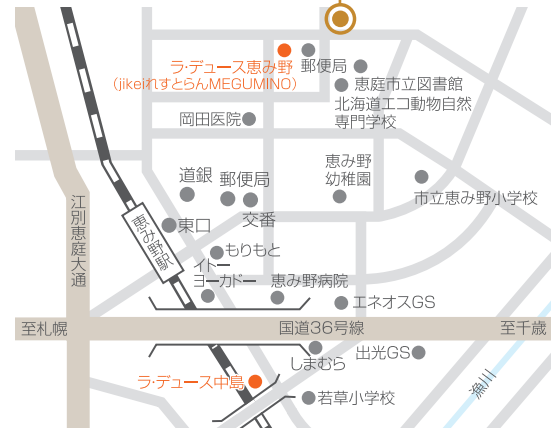 ラ・デュース恵み野
(jikeiれすとらんMEGUMINO)
郵便局
恵庭市立図書館
北海道エコ動物自然
専門学校
岡田医院
恵み野
幼稚園
道銀
郵便局
市立恵み野小学校
交番
東口
江別恵庭大通
恵み野駅
もりもと
イトー
ヨーカドー
恵み野病院
エネオスGS
至札幌
国道36号線
至千歳
しまむら
出光GS
ラ・デュース中島
漁川
若草小学校